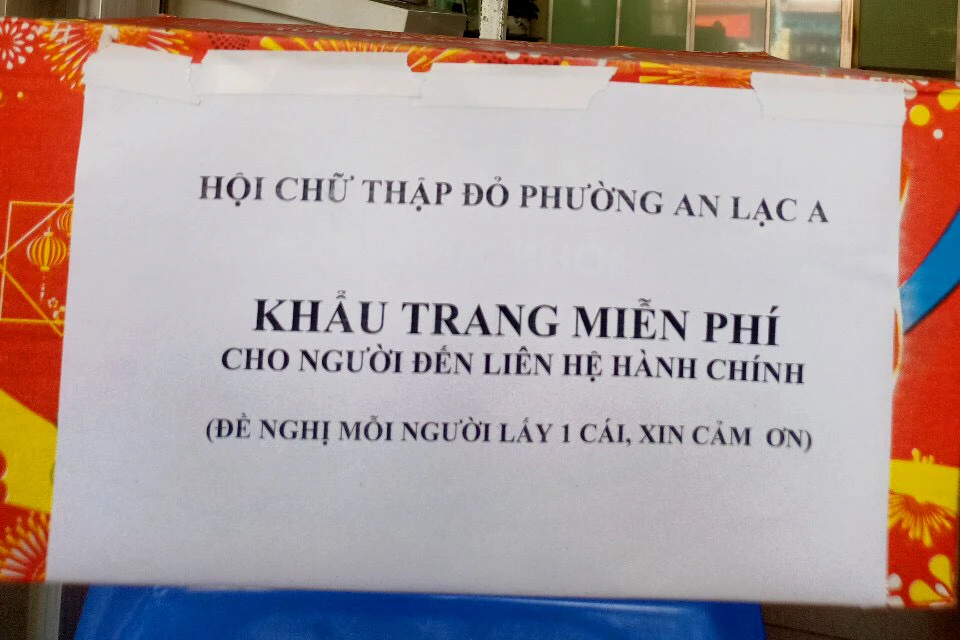 HỘI CHỮ THẬP ĐỎ PHƯỜNG AN LẠC A
KHẨU TRANG MIỄN PHÍ
CHO NGƯỜI ĐẾN LIÊN HỆ HÀNH CHÍNH
(ĐỀ NGHỊ MỖI NGƯỜI LẤY 1 CÁI, XIN CẢM ƠN)